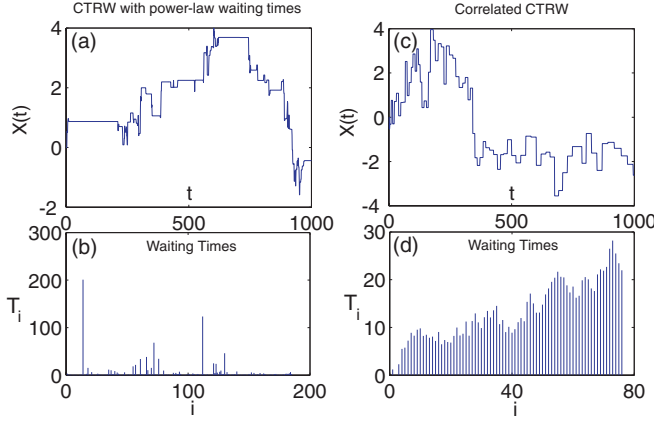 CTRW with power-law waiting times
Correlated CTRW
(a)
4
2
0
-2
X(t)
t
0
500
1000
(c)
4
2
0
-2
-4
X(t)
t
0
500
1000
(b)
Waiting Times
300
200
100
0
T_i
0
100
200
i
(d)
Waiting Times
30
20
10
0
T_i
0
40
80
i